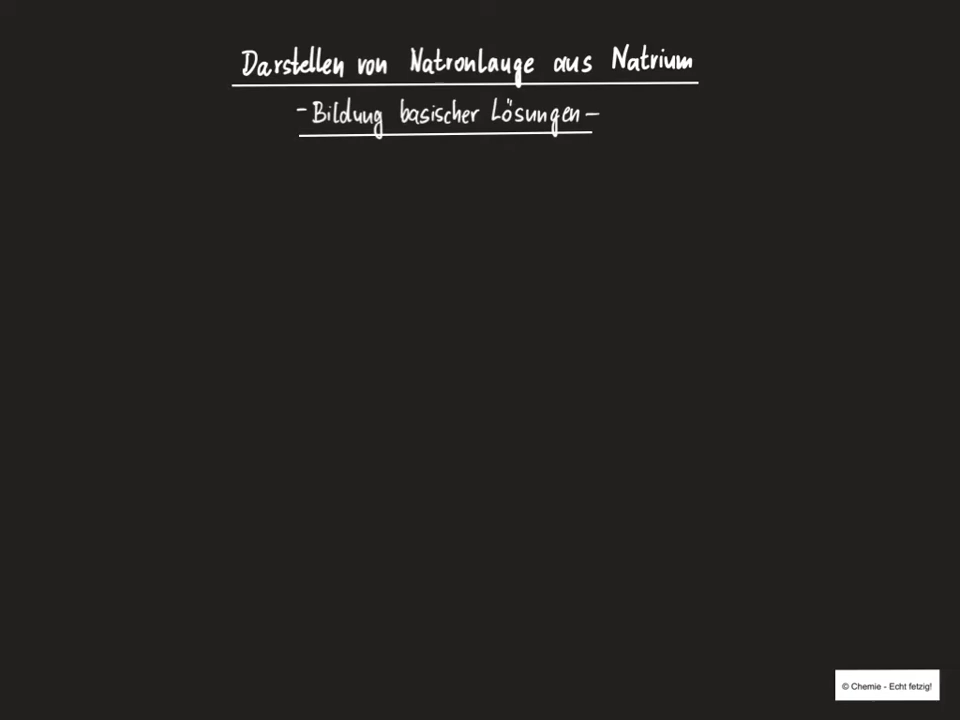 Darstellen von Natronlauge aus Natrium
- Bildung basischer Lösungen -
© Chemie - Echt fetzig!